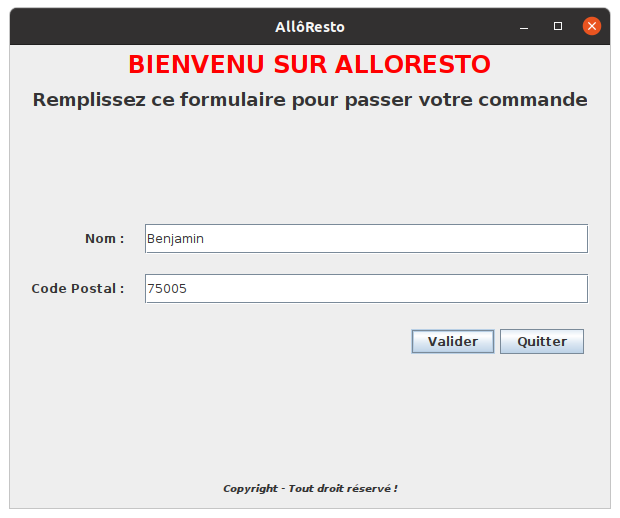 AllôResto
BIENVENU SUR ALLORESTO
Remplissez ce formulaire pour passer votre commande
Nom : Benjamin
Code Postal : 75005
Valider Quitter
Copyright - Tout droit réservé !